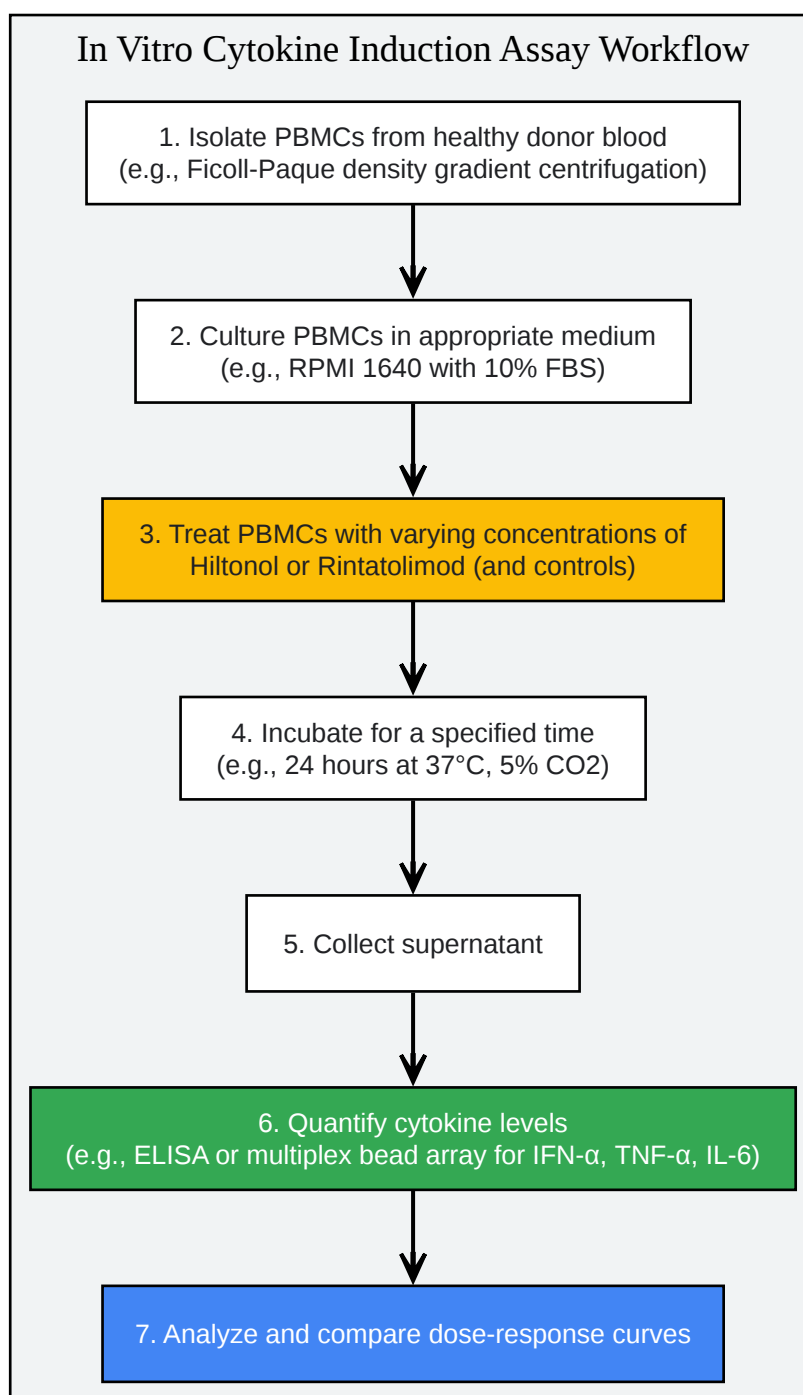 In Vitro Cytokine Induction Assay Workflow
1. Isolate PBMCs from healthy donor blood
(e.g., Ficoll-Paque density gradient centrifugation)
2. Culture PBMCs in appropriate medium
(e.g., RPMI 1640 with 10% FBS)
3. Treat PBMCs with varying concentrations of
Hiltonol or Rintatolimod (and controls)
4. Incubate for a specified time
(e.g., 24 hours at 37°C, 5% CO2)
5. Collect supernatant
6. Quantify cytokine levels
(e.g., ELISA or multiplex bead array for IFN-α, TNF-α, IL-6)
7. Analyze and compare dose-response curves